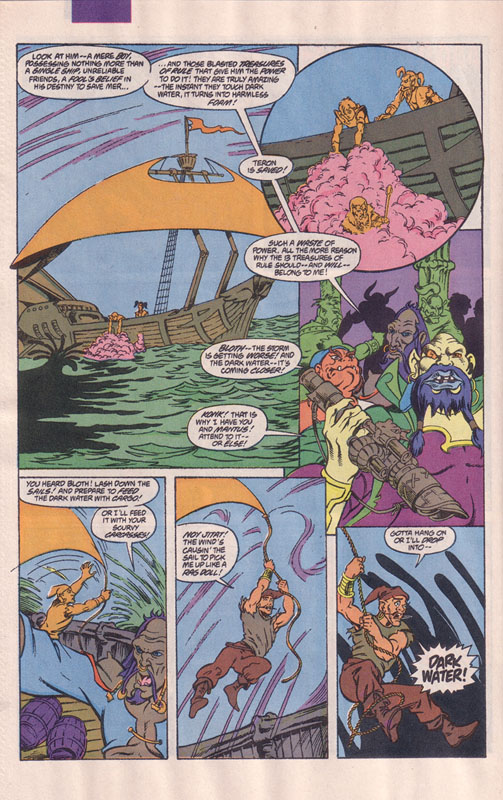 LOOK AT HIM--A MERE BOY,
POSSESSING NOTHING MORE THAN
A SINGLE SHIP, UNRELIABLE
FRIENDS, A FOOL'S BELIEF IN
HIS DESTINY TO SAVE MER...
...AND THOSE BLASTED TREASURES
OF RULE THAT GIVE HIM THE POWER
TO DO IT! THEY ARE TRULY AMAZING
--THE INSTANT THEY TOUCH DARK
WATER, IT TURNS INTO HARMLESS
FOAM!
TERON
IS SAVED!
SUCH A WASTE OF
POWER. ALL THE MORE REASON
WHY THE 13 TREASURES OF
RULE SHOULD--AND WILL--
BELONG TO ME!
BLOTH--THE STORM
IS GETTING WORSE! AND
THE DARK WATER--IT'S
COMING CLOSER!
KONK! THAT IS
WHY I HAVE YOU
AND MANTUS!
ATTEND TO IT--
OR ELSE!
YOU HEARD BLOTH! LASH DOWN THE
SAILS! AND PREPARE TO FEED
THE DARK WATER WITH CARGO!
OR I'LL FEED
IT WITH YOUR
SCURVY
CARCASSES!
NOY JITAT! THE
WIND'S
CAUSIN' THE
SAIL TO PICK
ME UP LIKE A
RAG DOLL!
GOTTA HANG ON
OR I'LL DROP
INTO--
DARK
WATER!